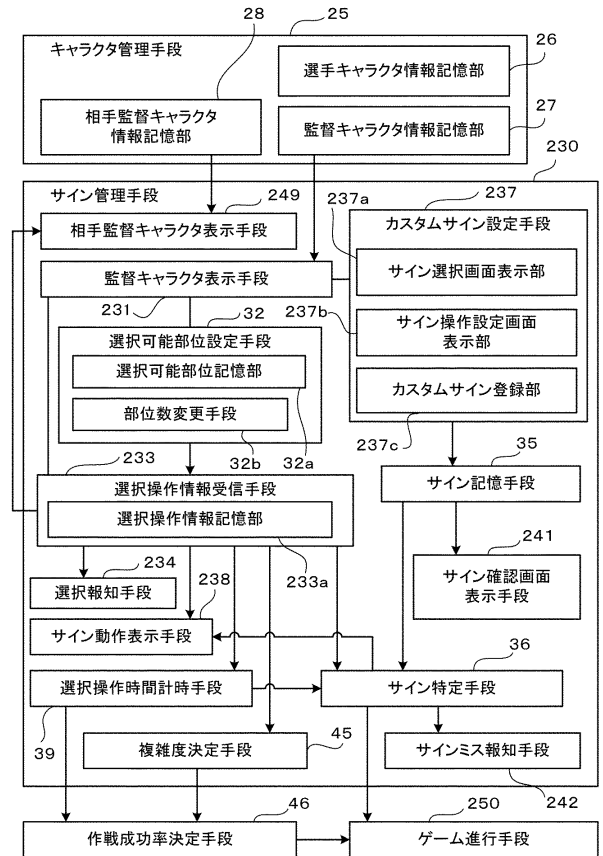 28
25
キャラクタ管理手段
26
選手キャラクタ情報記憶部
相手監督キャラクタ
情報記憶部
27
監督キャラクタ情報記憶部
230
サイン管理手段
249
相手監督キャラクタ表示手段
237a
237
カスタムサイン設定手段
サイン選択画面表示部
監督キャラクタ表示手段
231
32
237b
選択可能部位設定手段
選択可能部位記憶部
サイン操作設定画面
表示部
部位数変更手段
カスタムサイン登録部
32b
32a
237c
233
選択操作情報受信手段
選択操作情報記憶部
35
サイン記憶手段
234
238
233a
241
選択報知手段
サイン確認画面
表示手段
サイン動作表示手段
36
選択操作時間計時手段
サイン特定手段
39
複雑度決定手段
45
サインミス報知手段
242
46
250
作戦成功率決定手段
ゲーム進行手段